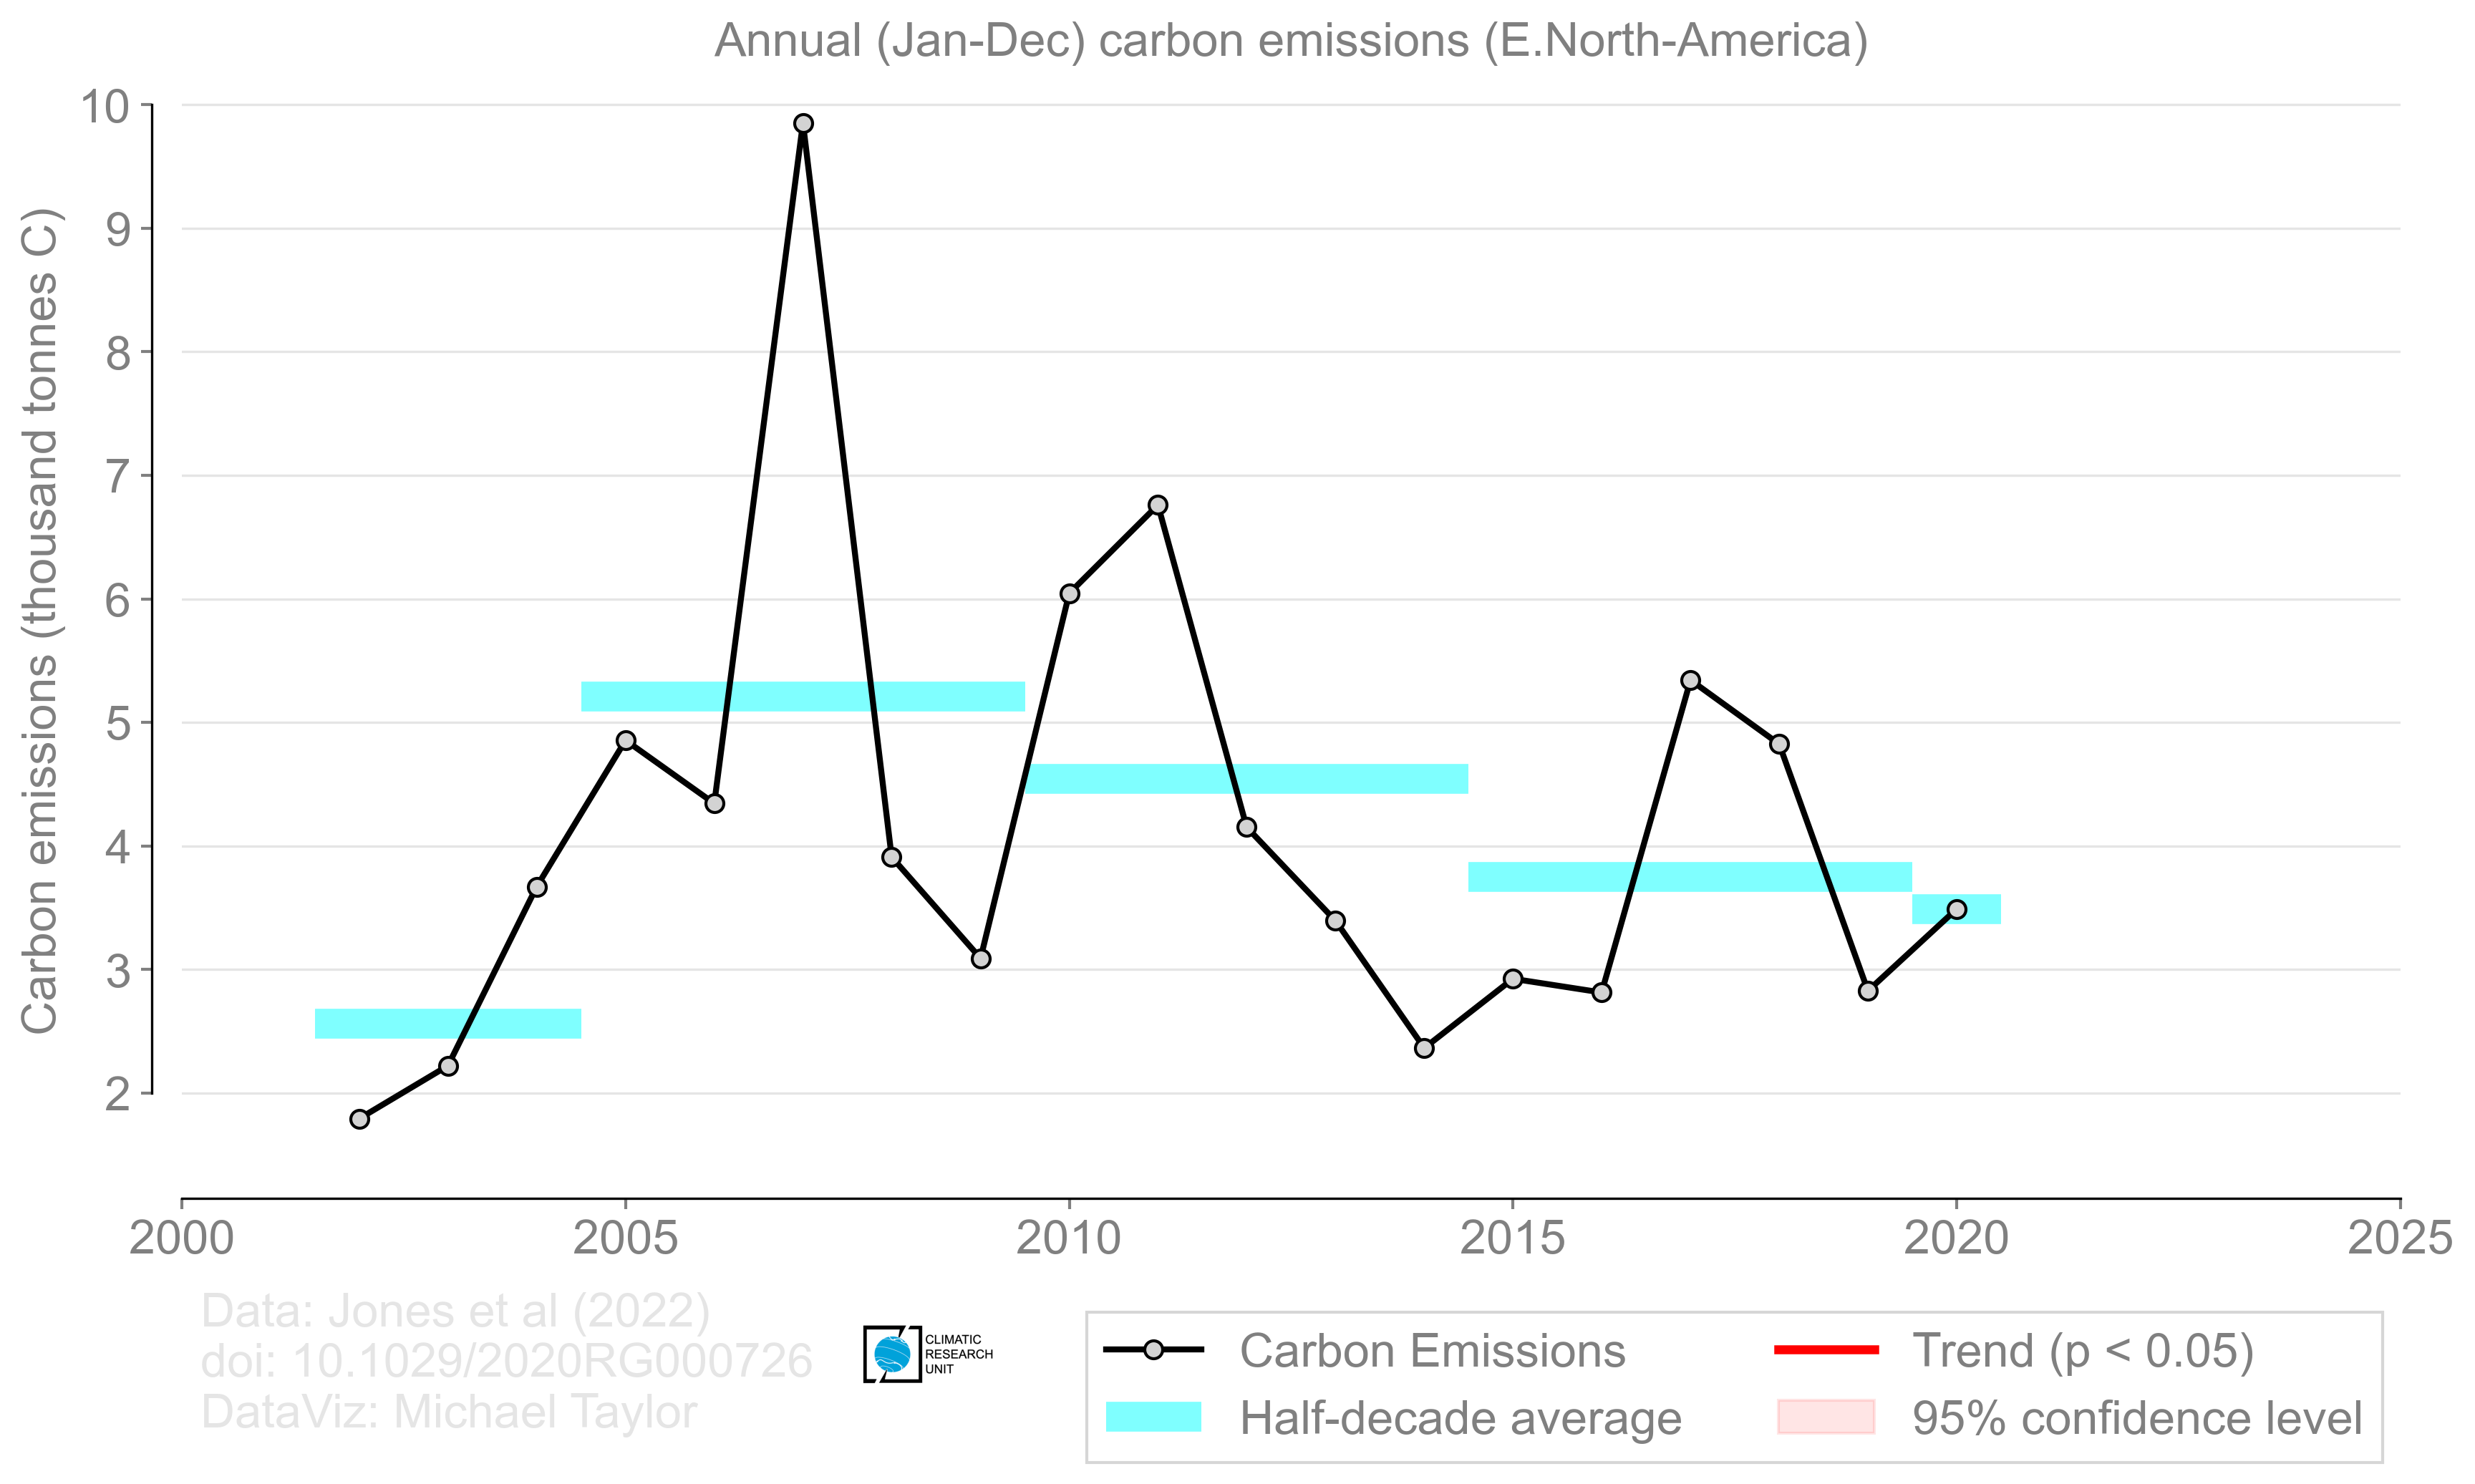 Annual (Jan-Dec) carbon emissions (E.North-America)
Carbon emissions (thousand tonnes C)
10
9
8
7
6
5
4
3
2
2000 2005 2010 2015 2020 2025
Data: Jones et al (2022)
doi: 10.1029/2020RG000726
DataViz: Michael Taylor
CLIMATIC
RESEARCH
UNIT
Carbon Emissions
Half-decade average
Trend (p < 0.05)
95% confidence level